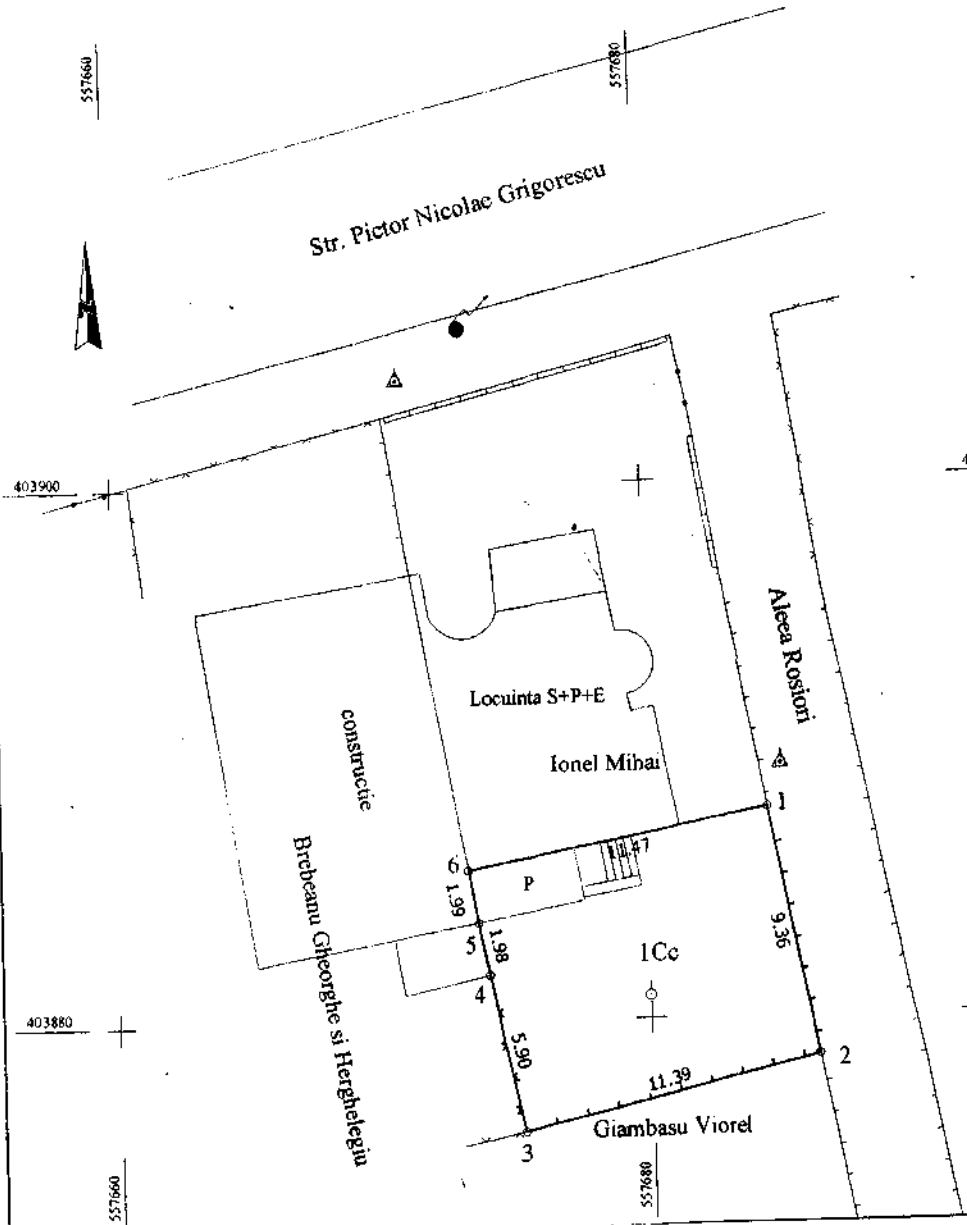 557660
557680
Str. Pictor Nicolae Grigorescu
N
403900
4
Aleea Rosiori
Locuinta S+P+E
constructie
Ionel Mihai
1
11.47
6
P
1.99
Brebeanu Gheorghe si Herghelegiu
9.36
5
1.98
1Cc
4
403880
5.90
2
11.39
Giambasu Viorel
3
557660
557680